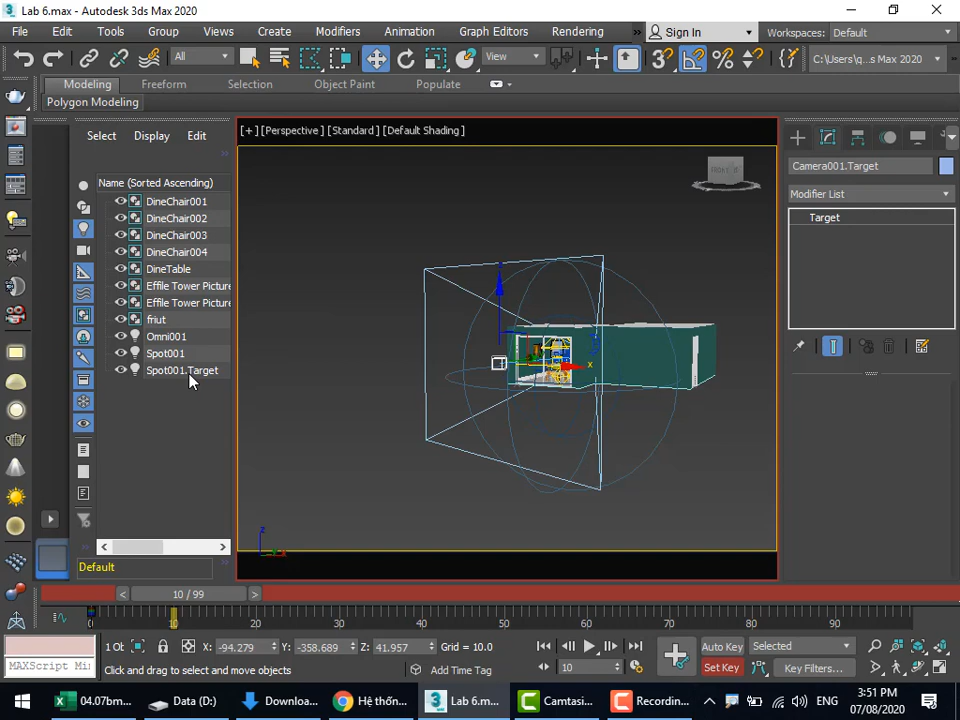 Lab 6.max - Autodesk 3ds Max 2020
File Edit Tools Group Views Create Modifiers Animation Graph Editors Rendering » Sign In Workspaces: Default
All View C:\Users\q...s Max 2020
Modeling Freeform Selection Object Paint Populate
Polygon Modeling
Select Display Edit
[+] [Perspective] [Standard] [Default Shading]
Name (Sorted Ascending)
DineChair001
DineChair002
DineChair003
DineChair004
DineTable
Effile Tower Picture
Effile Tower Picture
friut
Omni001
Spot001
Spot001.Target
Default
z
x
Camera001.Target
Modifier List
Target
< 10 / 99 >
10 20 30 40 50 60 70 80 90
1 Ob X: -94.279 Y: -358.689 Z: 41.957 Grid = 10.0 Auto Key Selected
MAXScript Mi Click and drag to select and move objects Add Time Tag 10 Set Key Key Filters...
04.07bm... Data (D:) Downloa... Hệ thốn... Lab 6.m... Camtasi... Recordin... ENG 3:51 PM
07/08/2020